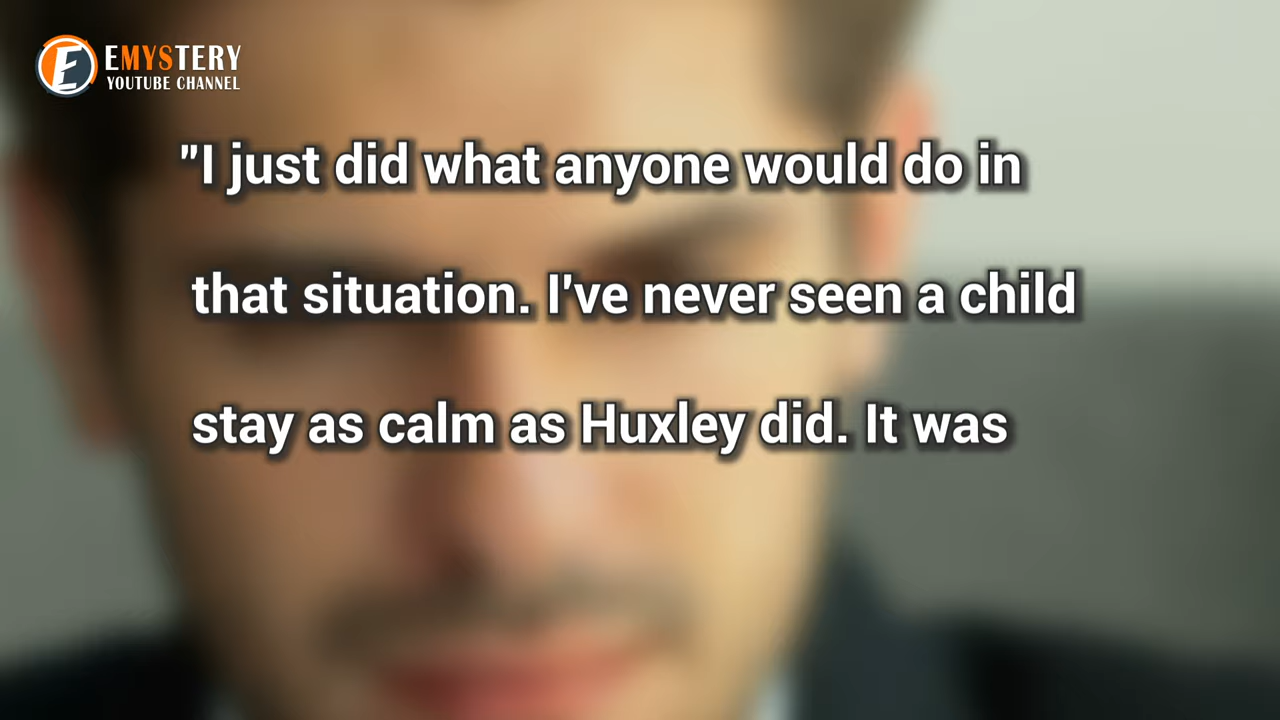 EMYSTERY
YOUTUBE CHANNEL
"I just did what anyone would do in
that situation. I've never seen a child
stay as calm as Huxley did. It was